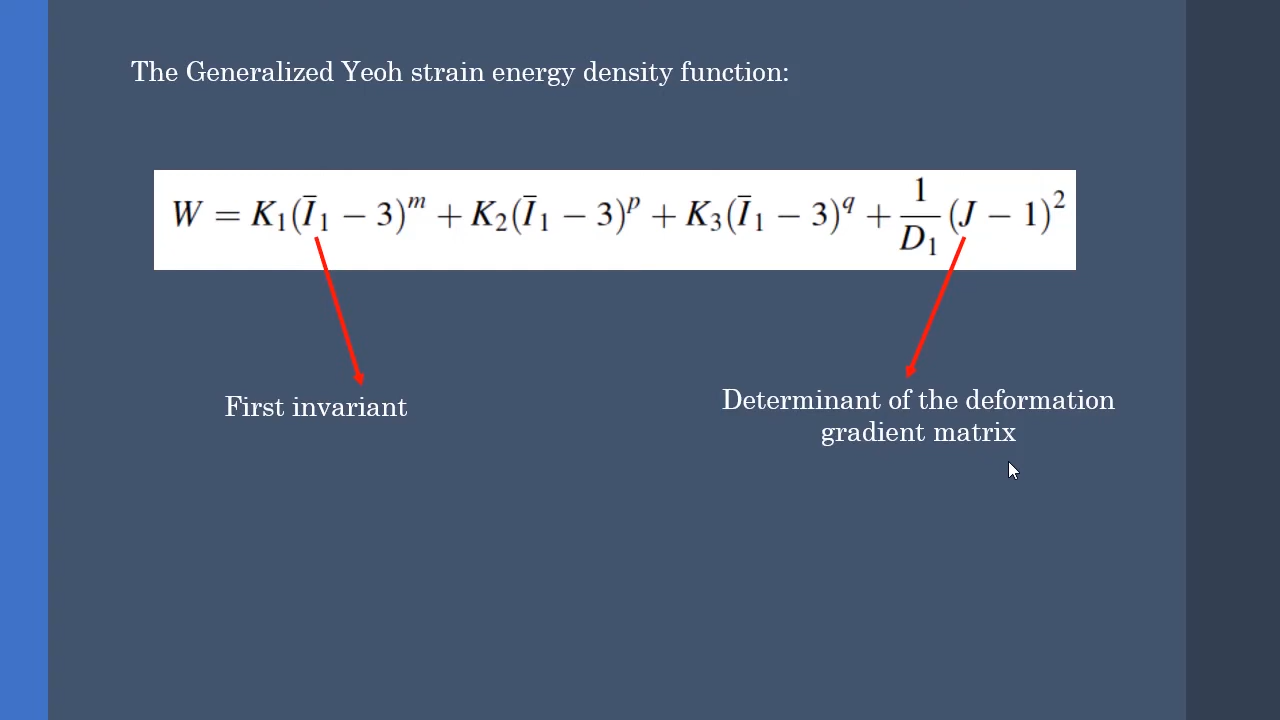 The Generalized Yeoh strain energy density function:
W = K₁(Ī₁ − 3)ᵐ + K₂(Ī₁ − 3)ᵖ + K₃(Ī₁ − 3)^q + 1/D₁ (J − 1)²
First invariant
Determinant of the deformation
gradient matrix